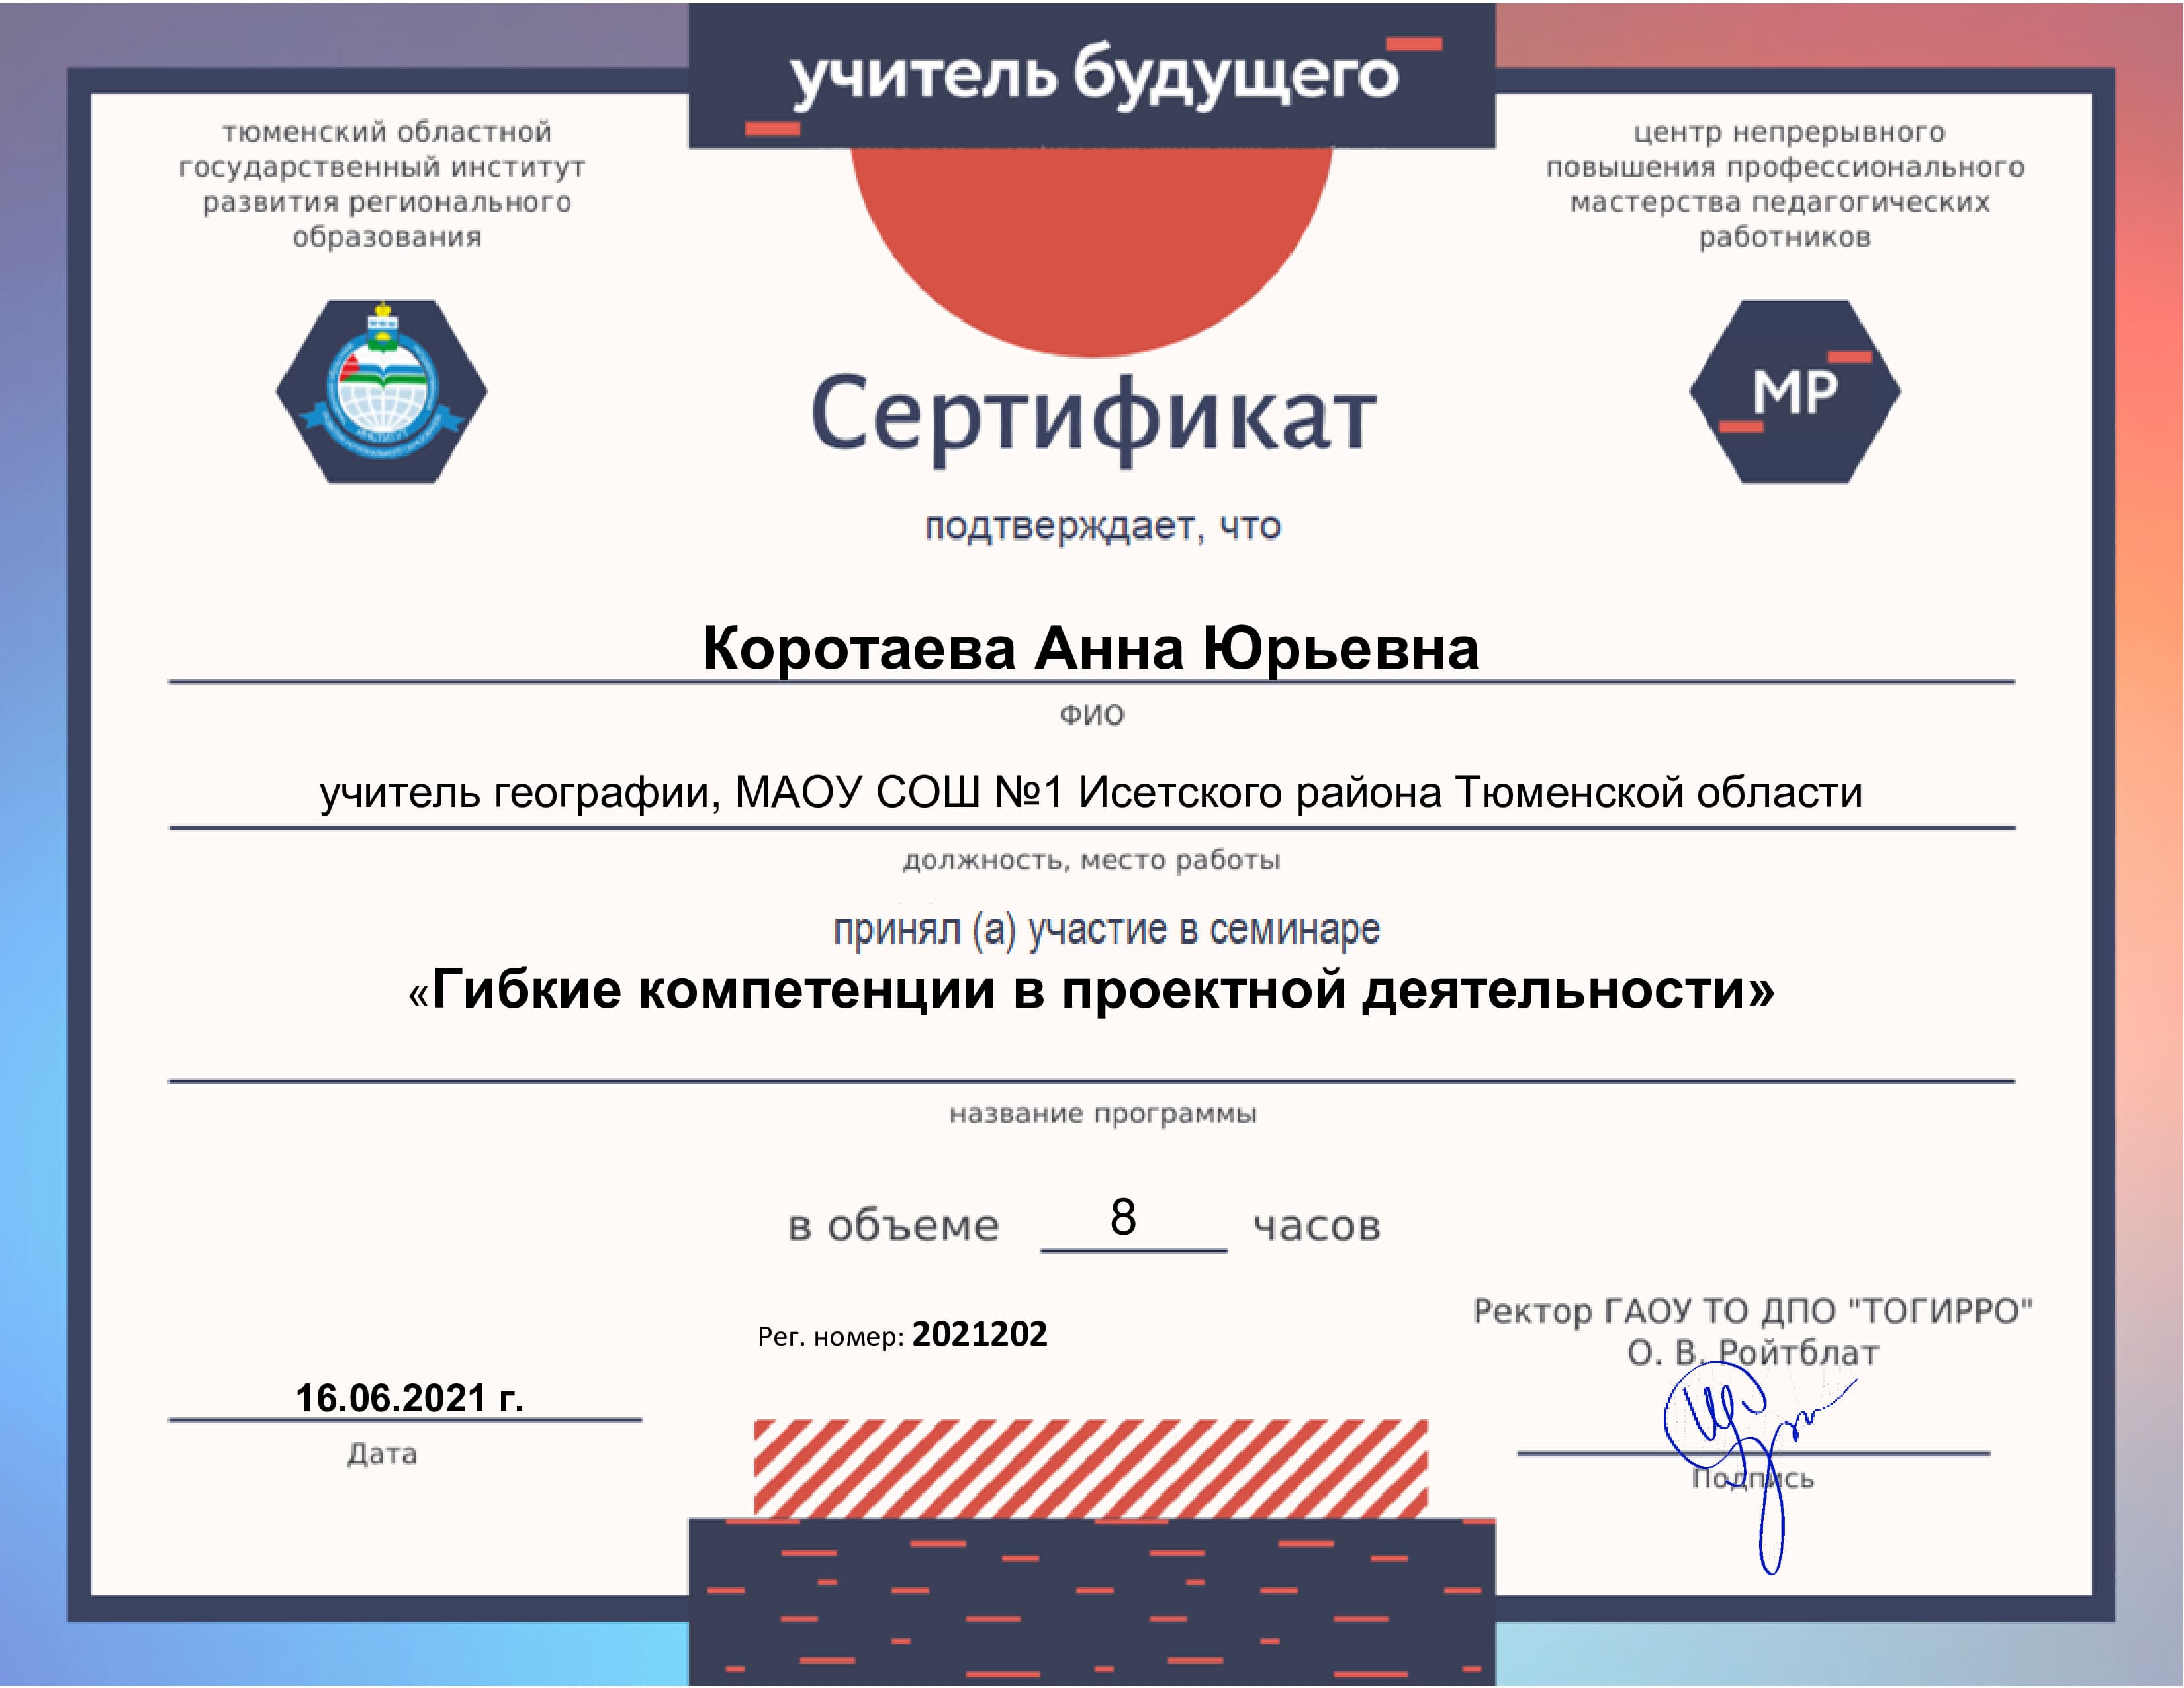 учитель будущего
тюменский областной
государственный институт
развития регионального
образования
центр непрерывного
повышения профессионального
мастерства педагогических
работников
ИНСТИТУТ
МР
Сертификат
подтверждает, что
Коротаева Анна Юрьевна
ФИО
учитель географии, МАОУ СОШ №1 Исетского района Тюменской области
должность, место работы
принял (а) участие в семинаре
«Гибкие компетенции в проектной деятельности»
название программы
в объеме 8 часов
Рег. номер: 2021202
Ректор ГАОУ ТО ДПО "ТОГИРРО"
О. В. Ройтблат
16.06.2021 г.
Дата
Подпись